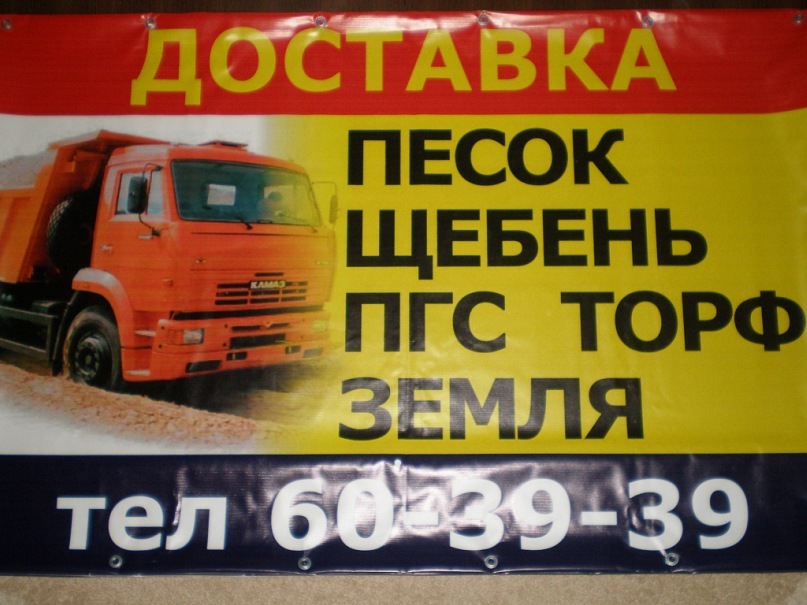 ДОСТАВКА
ПЕСОК
ЩЕБЕНЬ
ПГС ТОРФ
ЗЕМЛЯ
КАМАЗ
тел 60-39-39